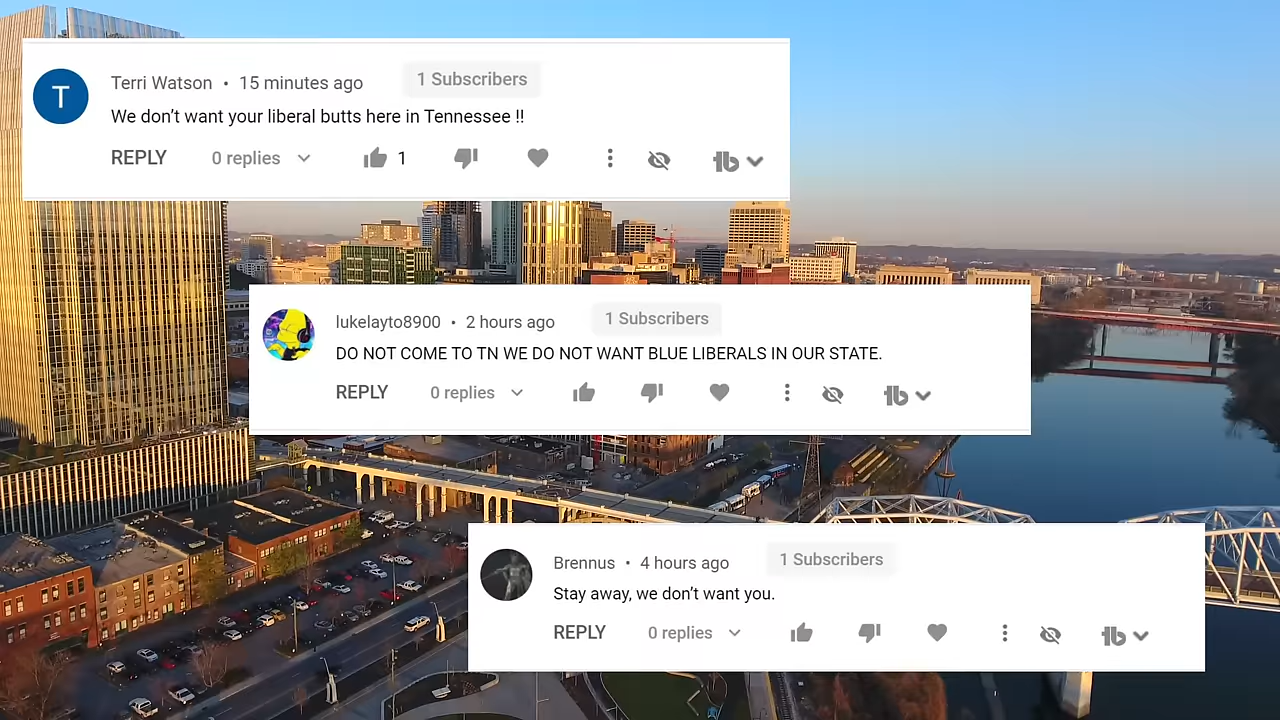 T
Terri Watson • 15 minutes ago 1 Subscribers
We don't want your liberal butts here in Tennessee !!
REPLY 0 replies 1 tb
lukelayto8900 • 2 hours ago 1 Subscribers
DO NOT COME TO TN WE DO NOT WANT BLUE LIBERALS IN OUR STATE.
REPLY 0 replies tb
Brennus • 4 hours ago 1 Subscribers
Stay away, we don't want you.
REPLY 0 replies tb